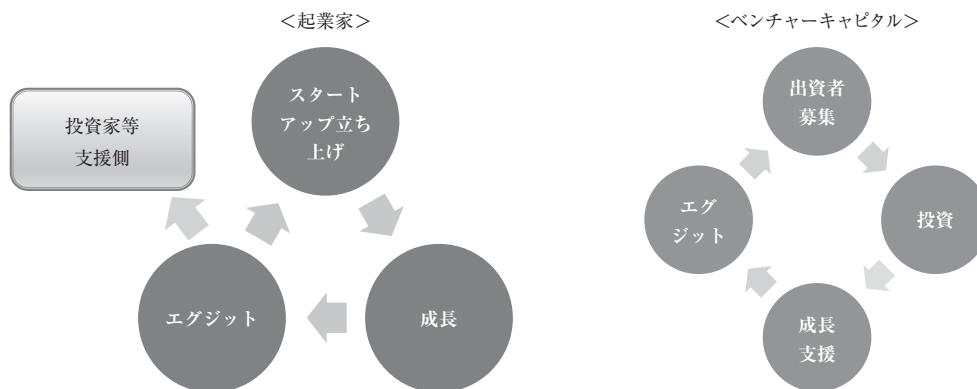 <起業家>
スタート
アップ立ち
上げ
投資家等
支援側
エグジット
成長
<ベンチャーキャピタル>
出資者
募集
エグ
ジット
投資
成長
支援